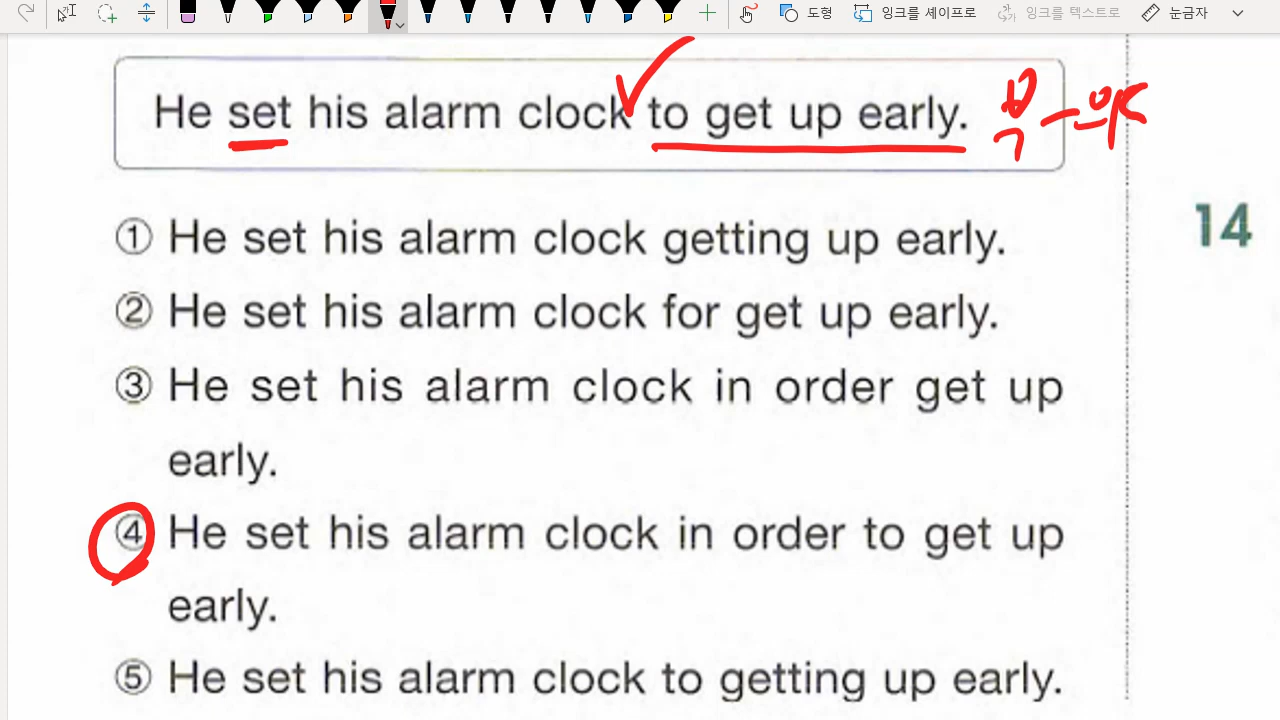 도형 잉크를 셰이프로 잉크를 텍스트로 눈금자
He set his alarm clock to get up early.
14
① He set his alarm clock getting up early.
② He set his alarm clock for get up early.
③ He set his alarm clock in order get up
early.
④ He set his alarm clock in order to get up
early.
⑤ He set his alarm clock to getting up early.